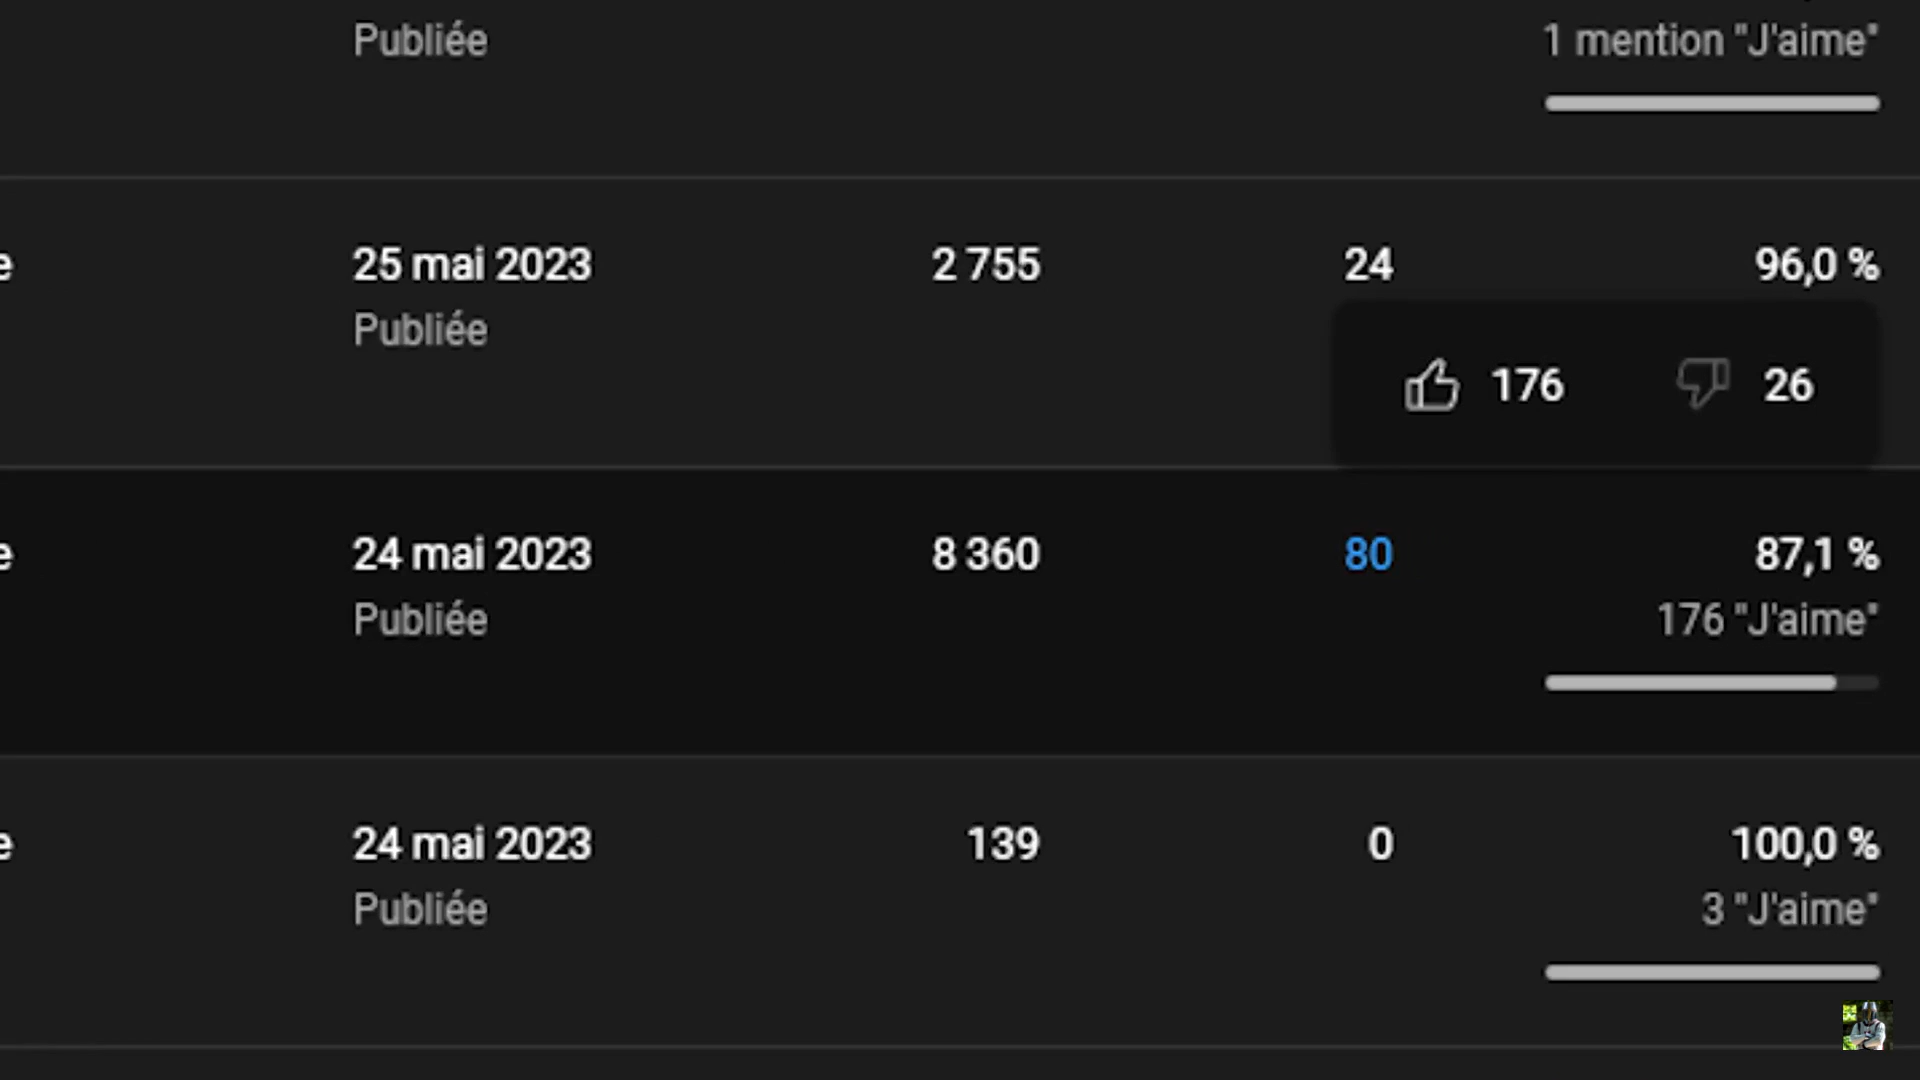 Publiée 1 mention "J'aime"
e 25 mai 2023 2 755 24 96,0 %
Publiée
176 26
e 24 mai 2023 8 360 80 87,1 %
Publiée 176 "J'aime"
e 24 mai 2023 139 0 100,0 %
Publiée 3 "J'aime"